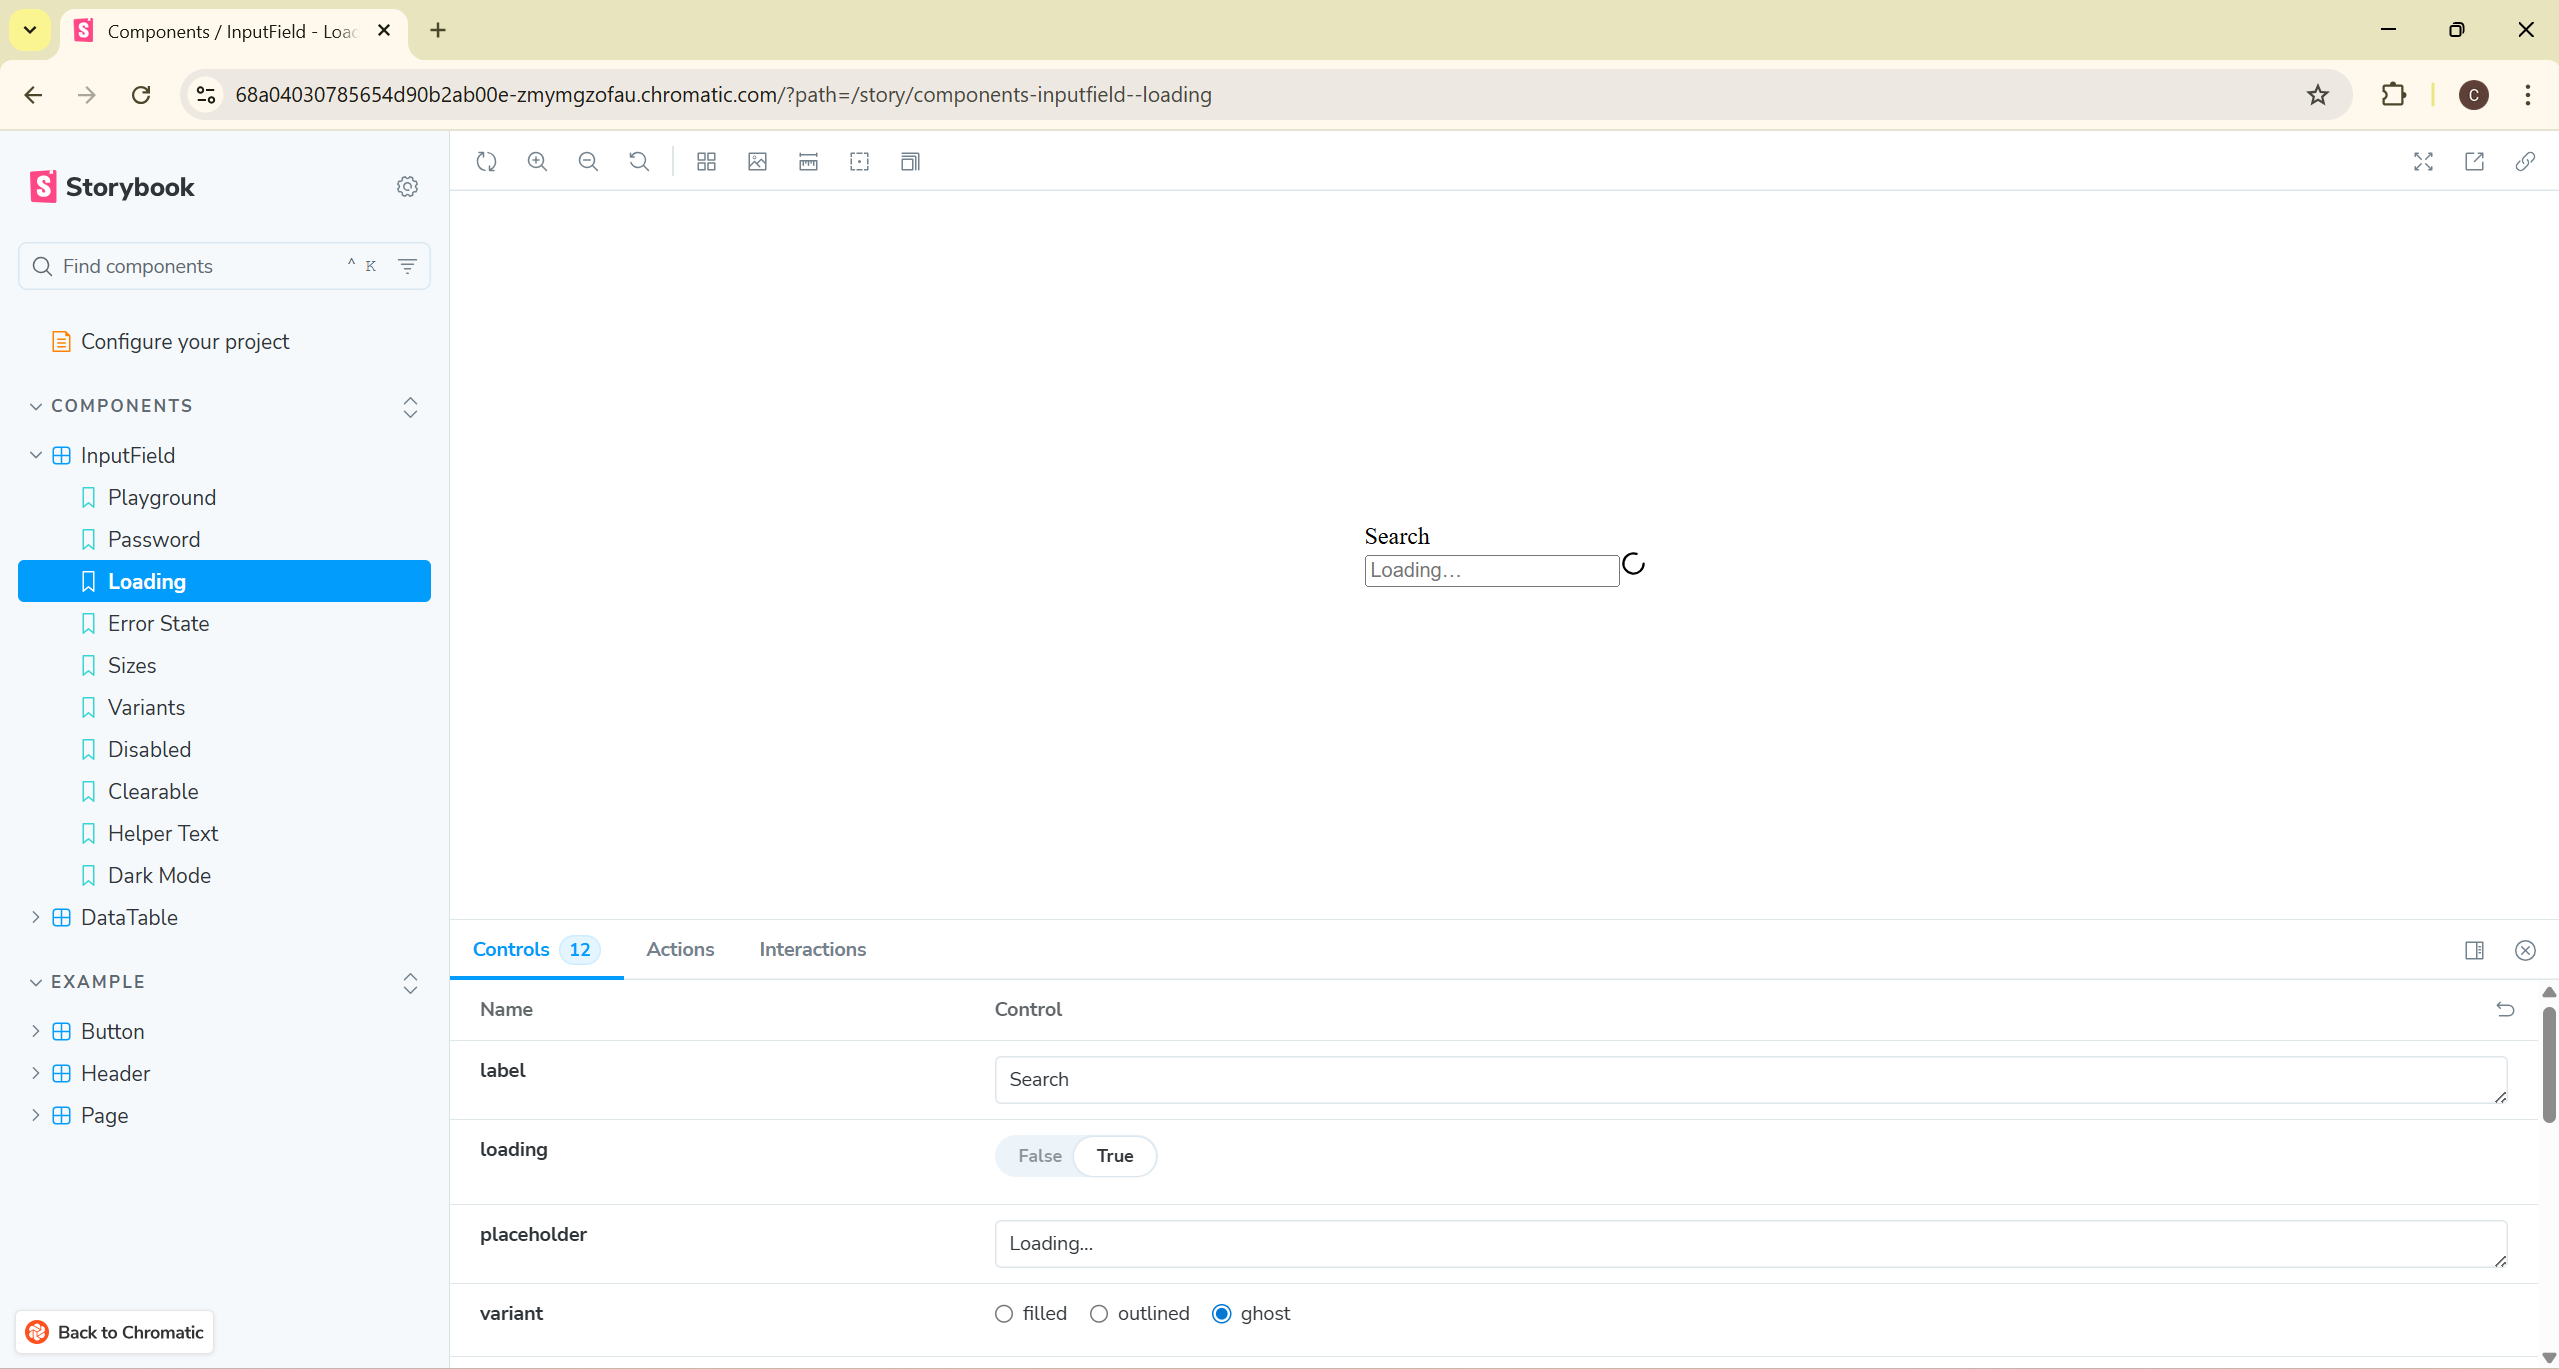 Components / InputField - Loac
68a04030785654d90b2ab00e-zmymgzofau.chromatic.com/?path=/story/components-inputfield--loading
C
Storybook
Find components
^ K
Configure your project
COMPONENTS
InputField
Playground
Password
Loading
Error State
Sizes
Variants
Disabled
Clearable
Helper Text
Dark Mode
DataTable
EXAMPLE
Button
Header
Page
Back to Chromatic
Search
Loading...
Controls 12 Actions Interactions
Name Control
label Search
loading False True
placeholder Loading...
variant filled outlined ghost